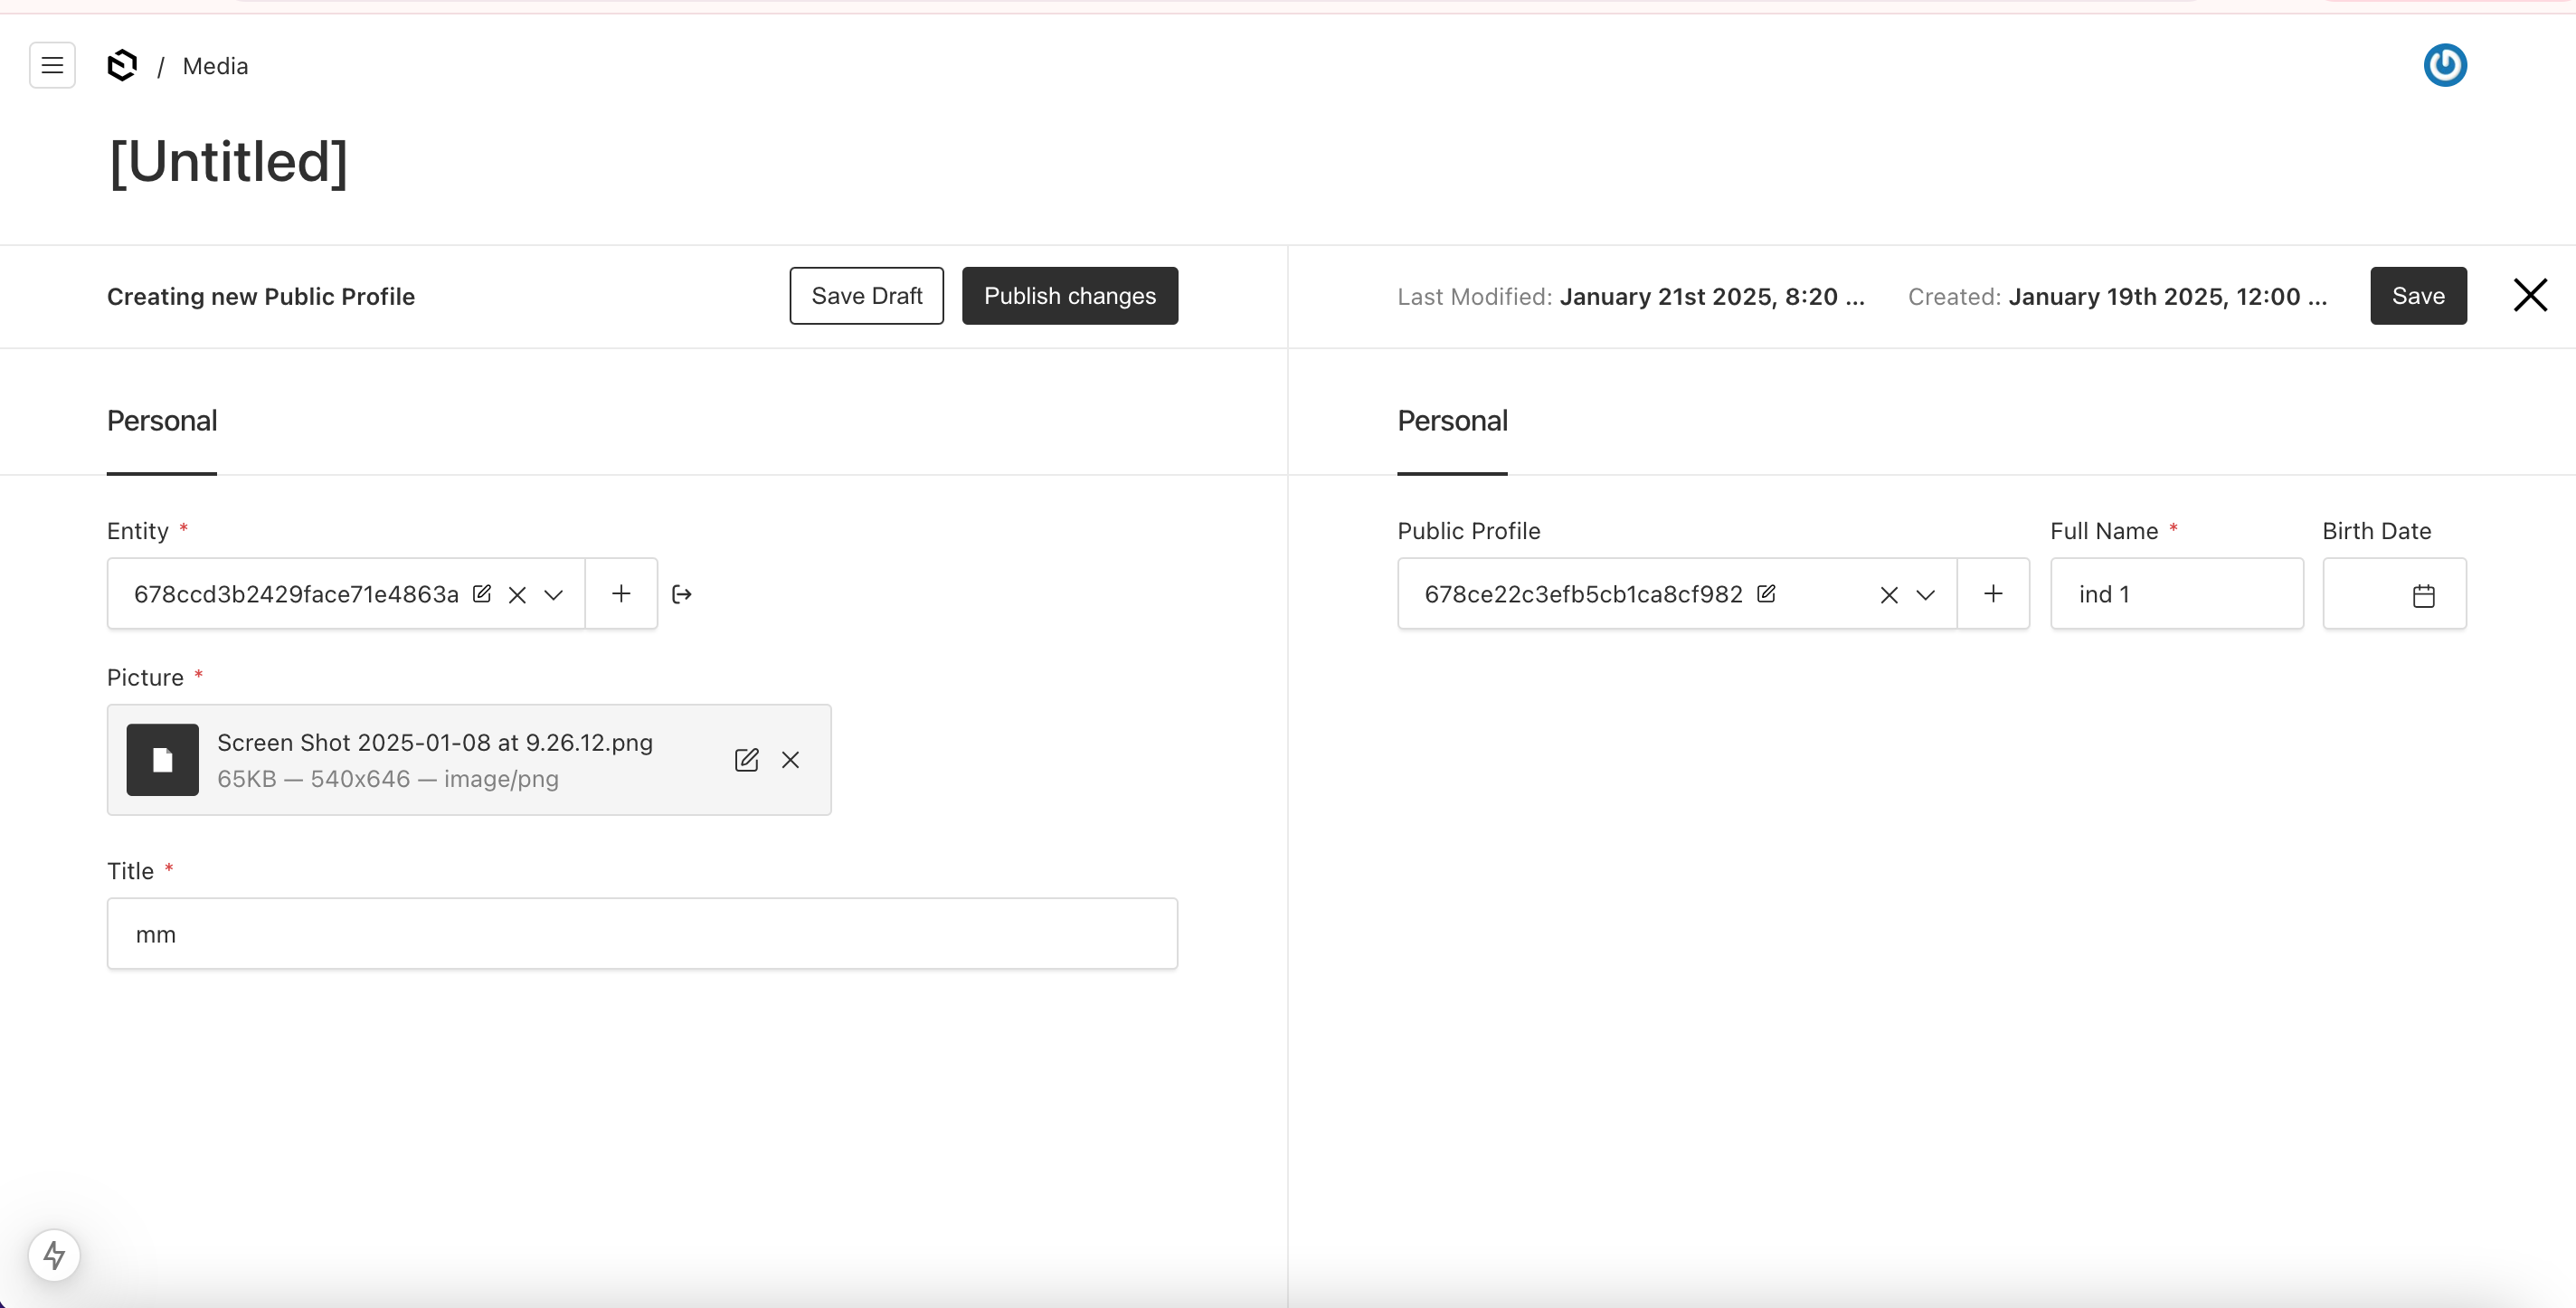 / Media
[Untitled]
Creating new Public Profile
Save Draft
Publish changes
Last Modified: January 21st 2025, 8:20 ...
Created: January 19th 2025, 12:00 ...
Save
Personal
Entity *
678ccd3b2429face71e4863a
Picture *
Screen Shot 2025-01-08 at 9.26.12.png
65KB — 540x646 — image/png
Title *
mm
Personal
Public Profile
678ce22c3efb5cb1ca8cf982
Full Name *
ind 1
Birth Date